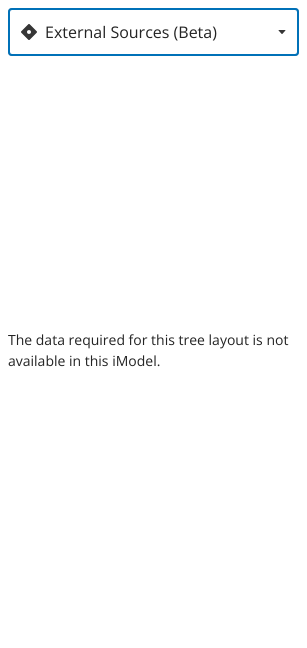 External Sources (Beta)
The data required for this tree layout is not
available in this iModel.